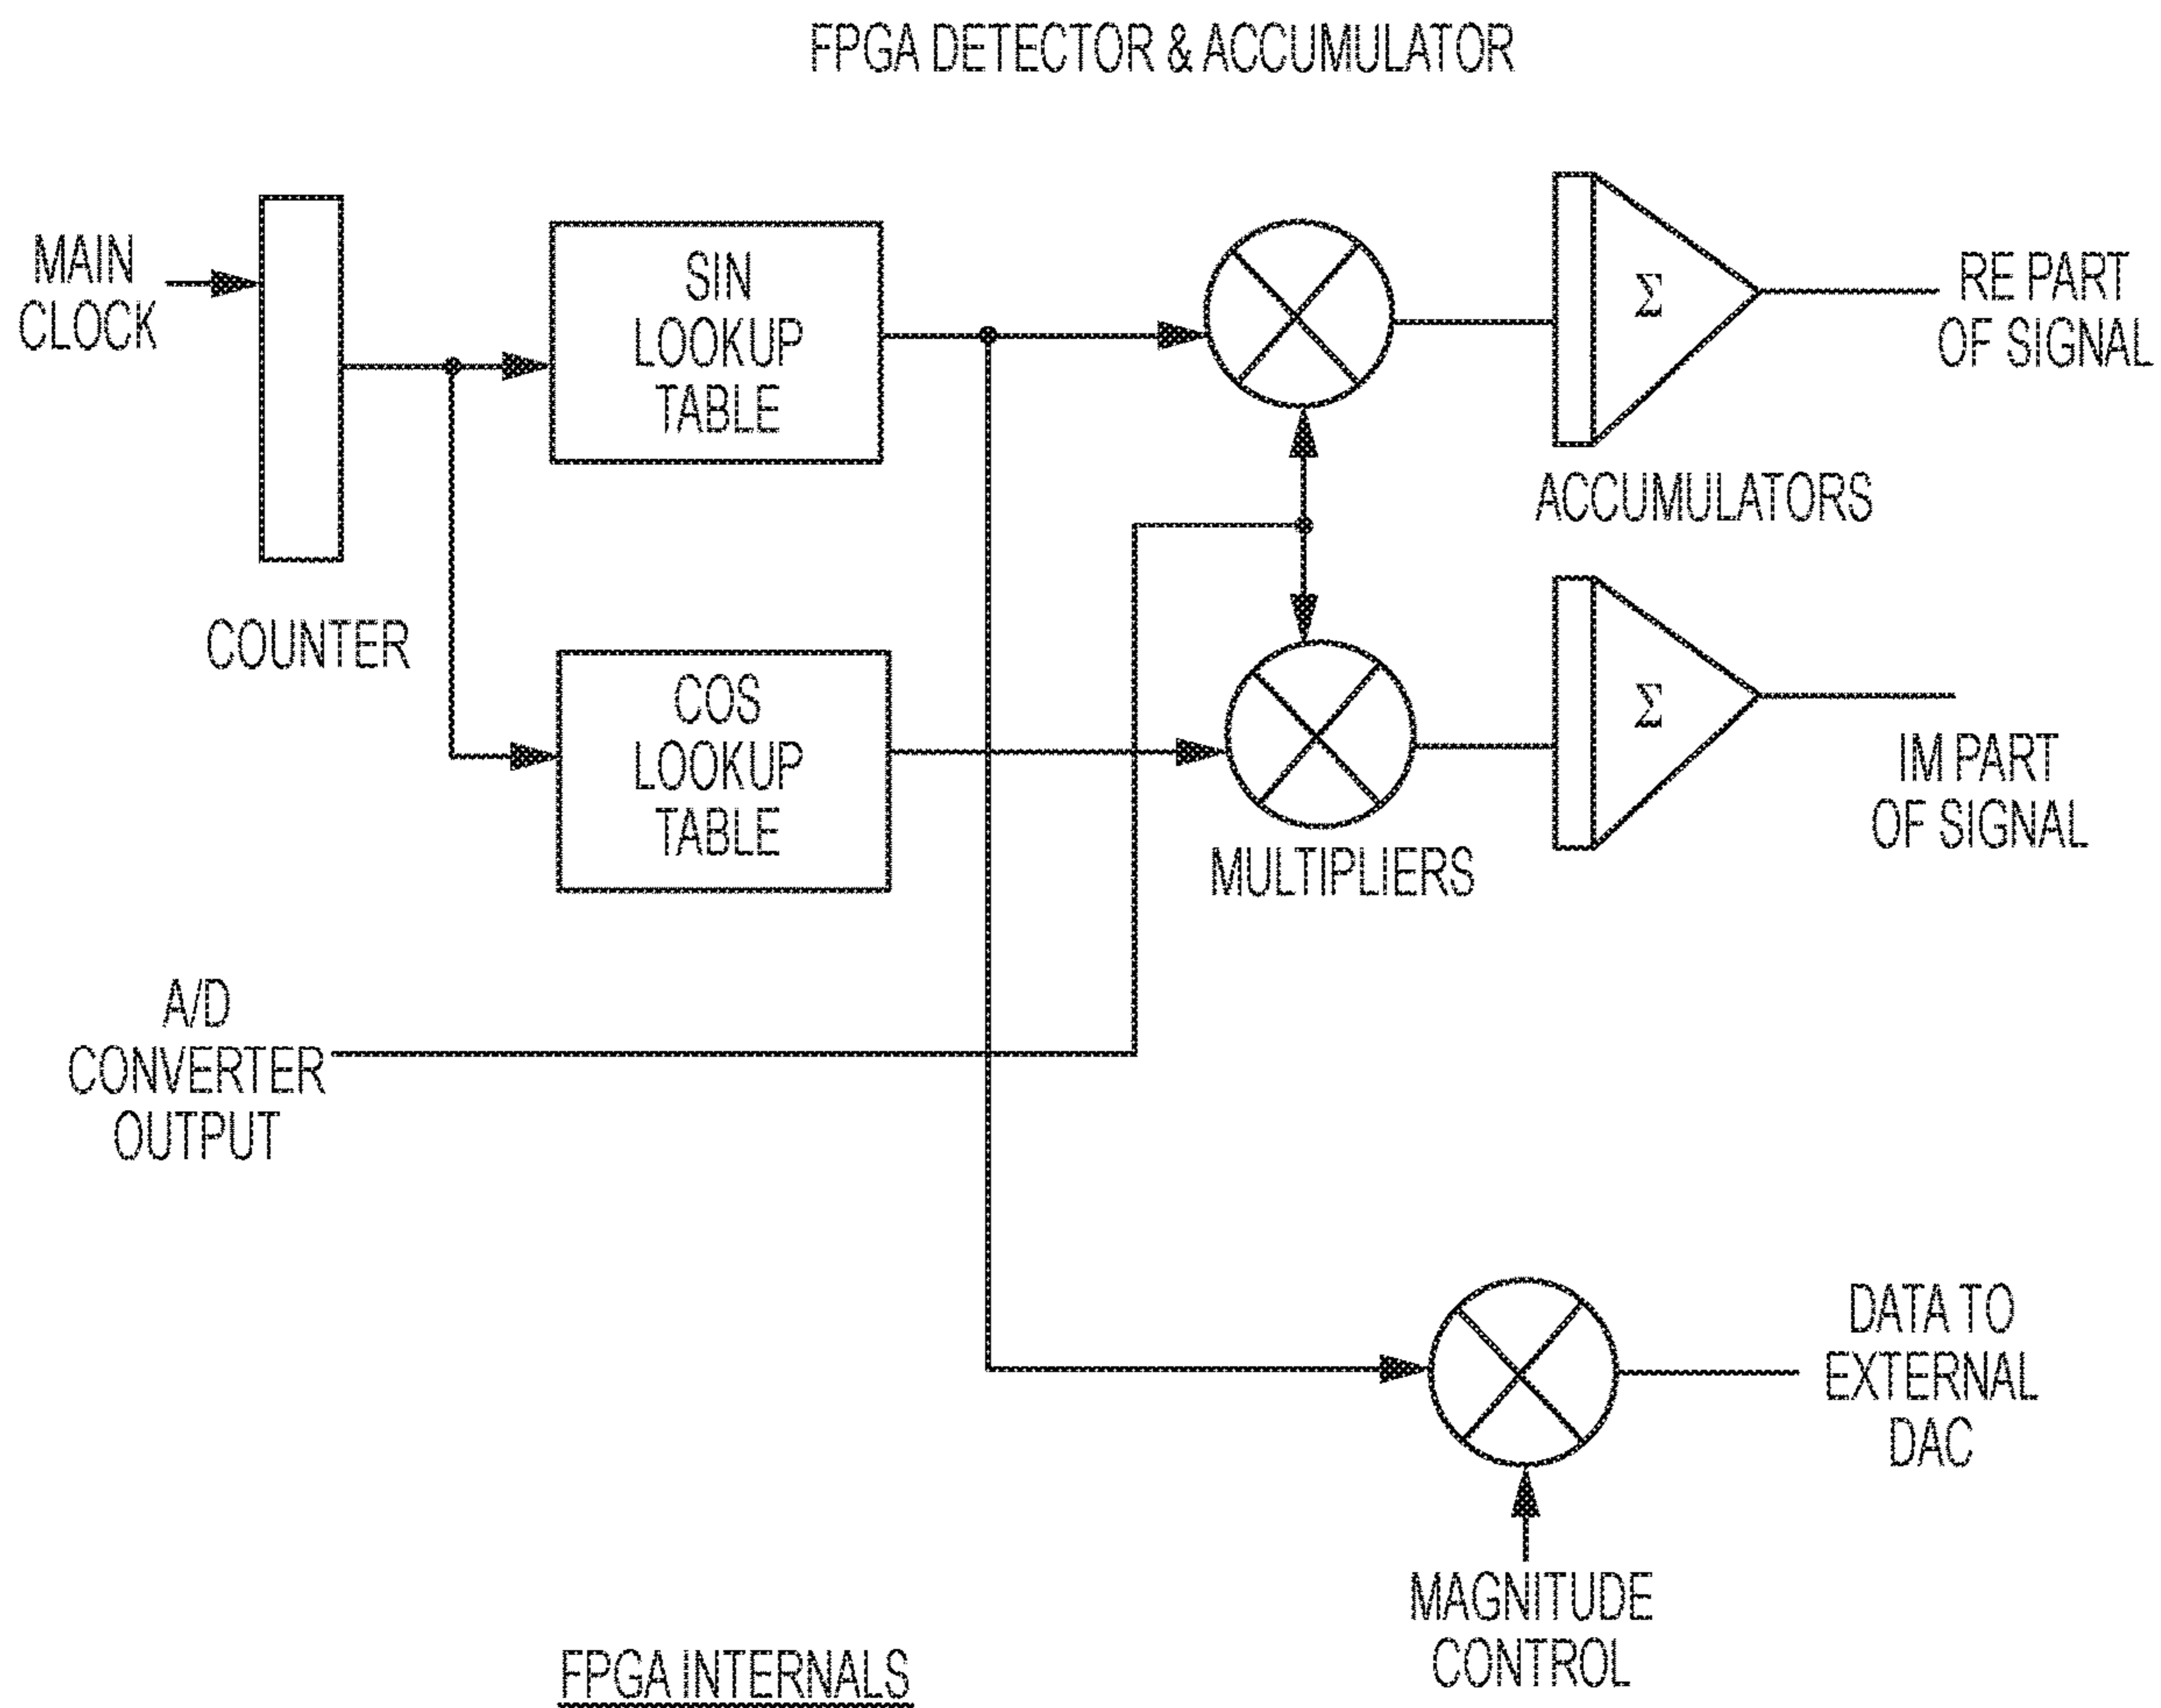 FPGA DETECTOR & ACCUMULATOR
MAIN
CLOCK
COUNTER
SIN
LOOKUP
TABLE
COS
LOOKUP
TABLE
Σ
RE PART
OF SIGNAL
ACCUMULATORS
Σ
IM PART
OF SIGNAL
MULTIPLIERS
A/D
CONVERTER
OUTPUT
DATA TO
EXTERNAL
DAC
MAGNITUDE
CONTROL
FPGA INTERNALS